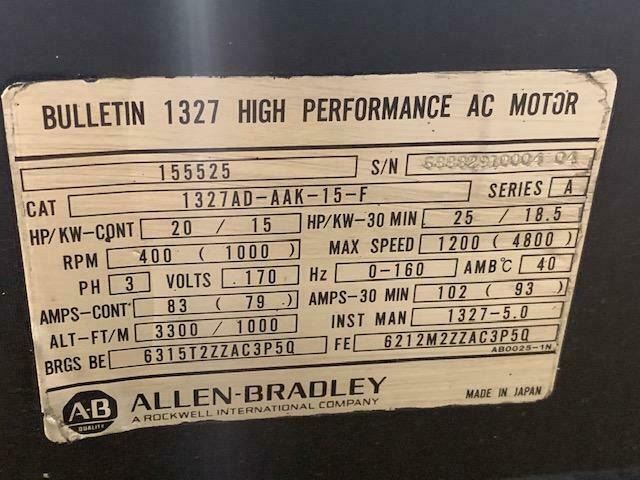 BULLETIN 1327 HIGH PERFORMANCE AC MOTOR
155525 S/N
CAT 1327AD-AAK-15-F SERIES A
HP/KW-CONT 20 / 15 HP/KW-30 MIN 25 / 18.5
RPM 400 ( 1000 ) MAX SPEED 1200 ( 4800 )
PH 3 VOLTS 170 Hz 0-160 AMB°C 40
AMPS-CONT 83 ( 79 ) AMPS-30 MIN 102 ( 93 )
ALT-FT/M 3300 / 1000 INST MAN 1327-5.0
BRGS BE 6315T2ZZAC3P5Q FE 6212M2ZZAC3P5Q
AB0025-1N
A-B QUALITY ALLEN-BRADLEY
A ROCKWELL INTERNATIONAL COMPANY
MADE IN JAPAN